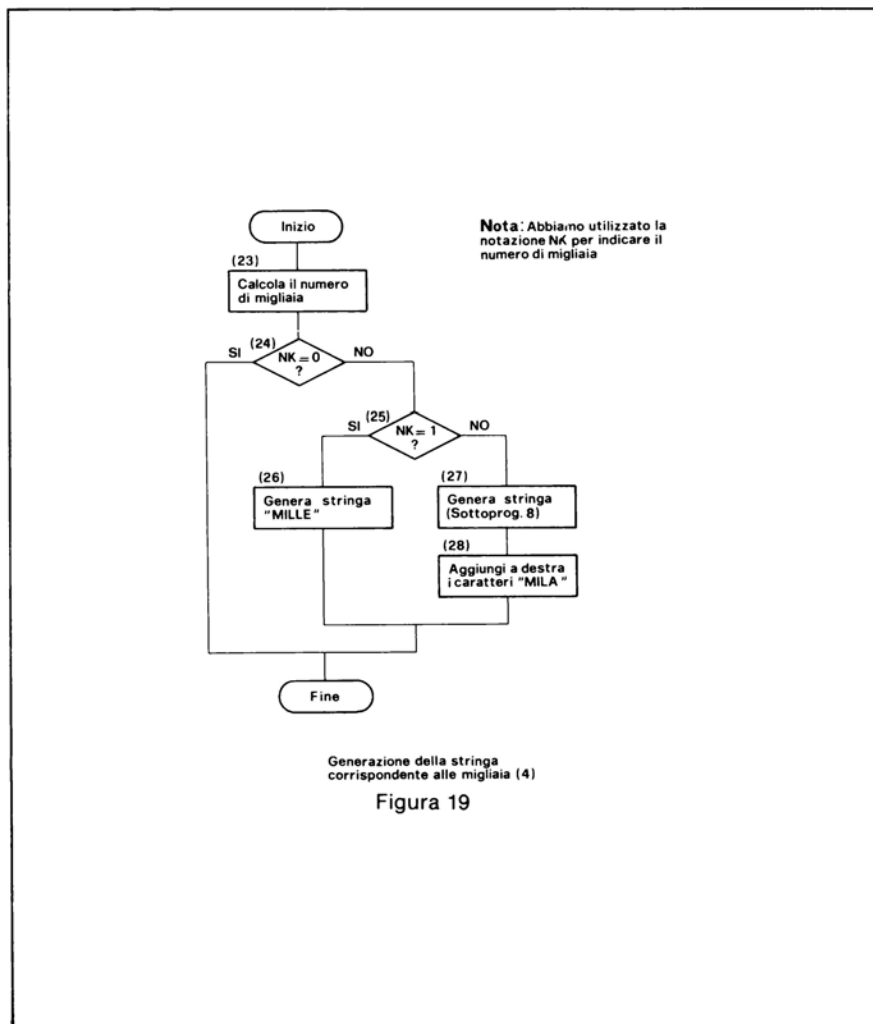 Inizio
Nota: Abbiamo utilizzato la
notazione NK per indicare il
numero di migliaia
(23)
Calcola il numero
di migliaia
(24)
SI
NK = 0
?
NO
(25)
SI
NK = 1
?
NO
(26)
Genera stringa
"MILLE"
(27)
Genera stringa
(Sottoprog. 8)
(28)
Aggiungi a destra
i caratteri "MILA"
Fine
Generazione della stringa
corrispondente alle migliaia (4)
Figura 19